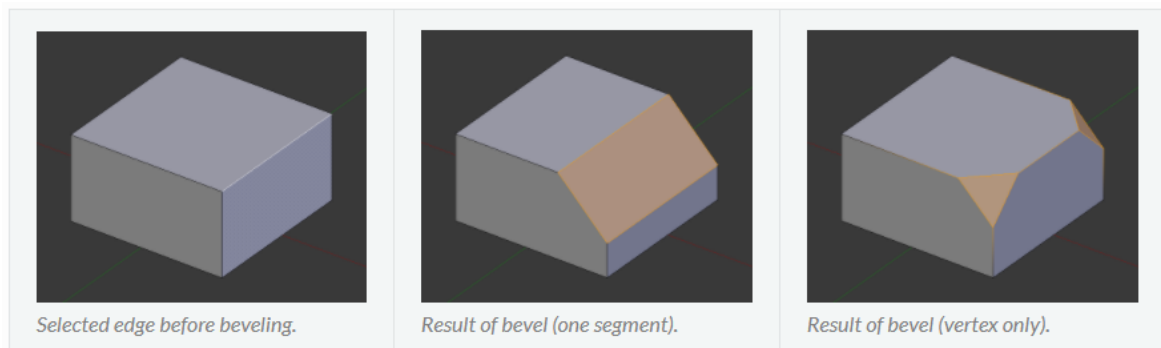 Selected edge before beveling.
Result of bevel (one segment).
Result of bevel (vertex only).